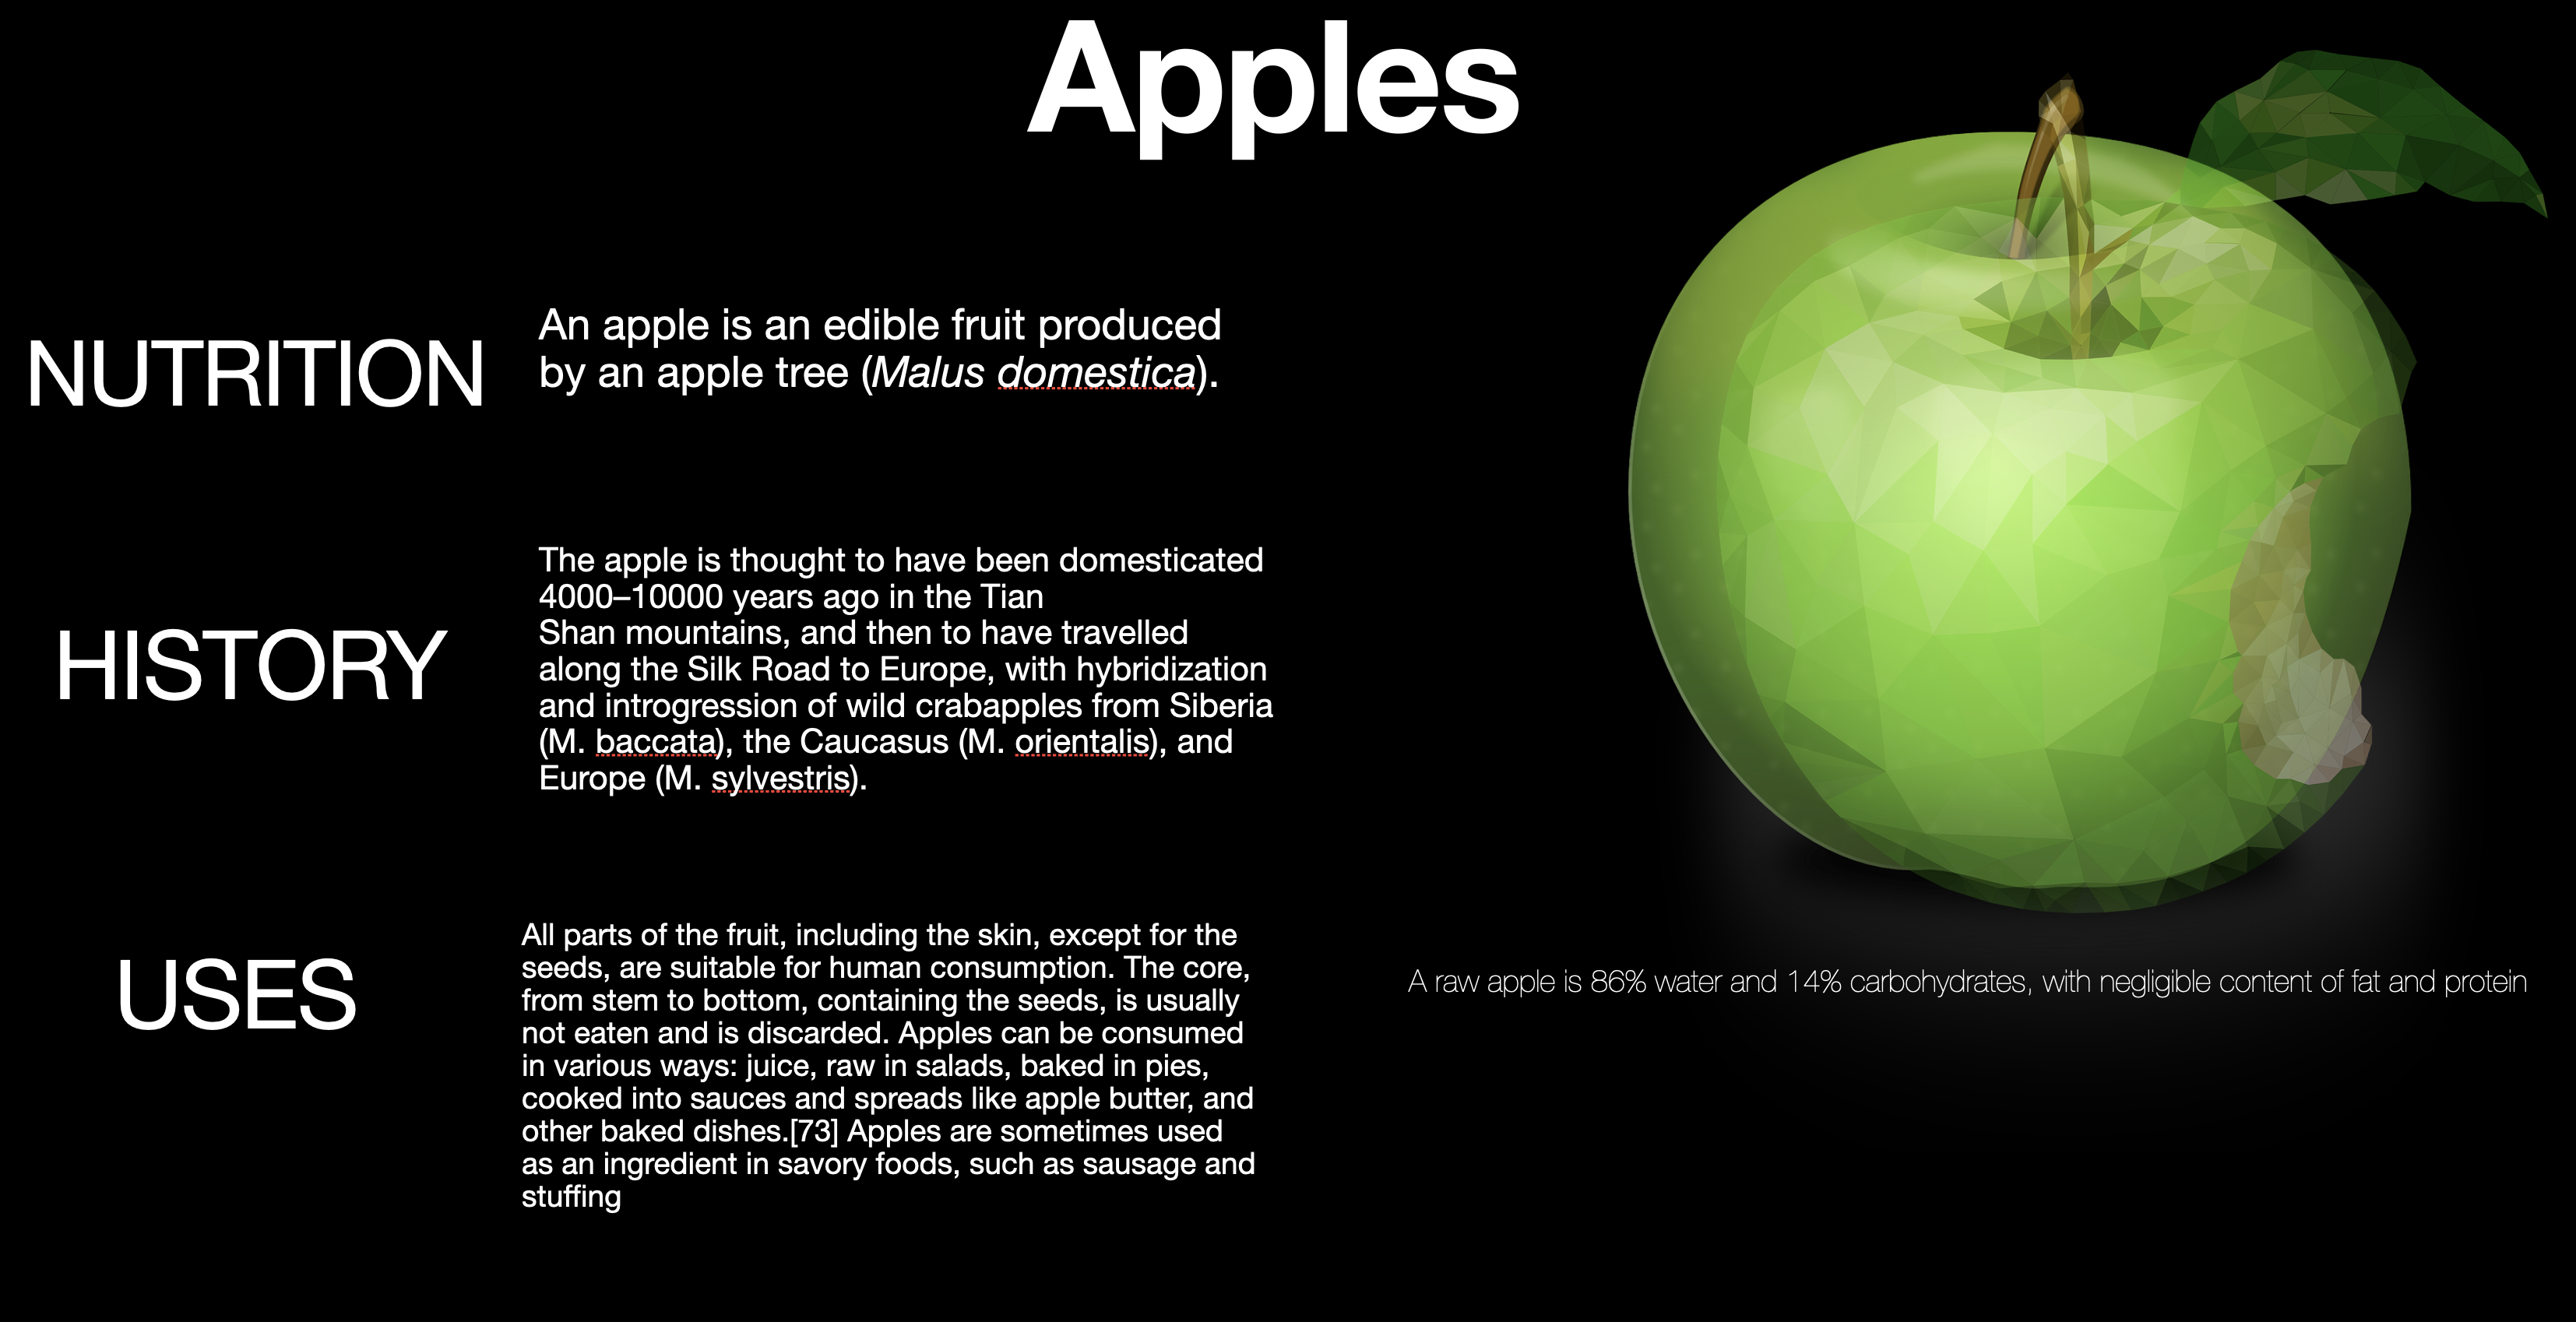 Apples
NUTRITION
An apple is an edible fruit produced
by an apple tree (Malus domestica).
HISTORY
The apple is thought to have been domesticated
4000–10000 years ago in the Tian
Shan mountains, and then to have travelled
along the Silk Road to Europe, with hybridization
and introgression of wild crabapples from Siberia
(M. baccata), the Caucasus (M. orientalis), and
Europe (M. sylvestris).
USES
All parts of the fruit, including the skin, except for the
seeds, are suitable for human consumption. The core,
from stem to bottom, containing the seeds, is usually
not eaten and is discarded. Apples can be consumed
in various ways: juice, raw in salads, baked in pies,
cooked into sauces and spreads like apple butter, and
other baked dishes.[73] Apples are sometimes used
as an ingredient in savory foods, such as sausage and
stuffing
A raw apple is 86% water and 14% carbohydrates, with negligible content of fat and protein